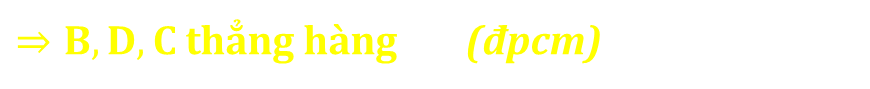 ⇒ B, D, C thẳng hàng (đpcm)